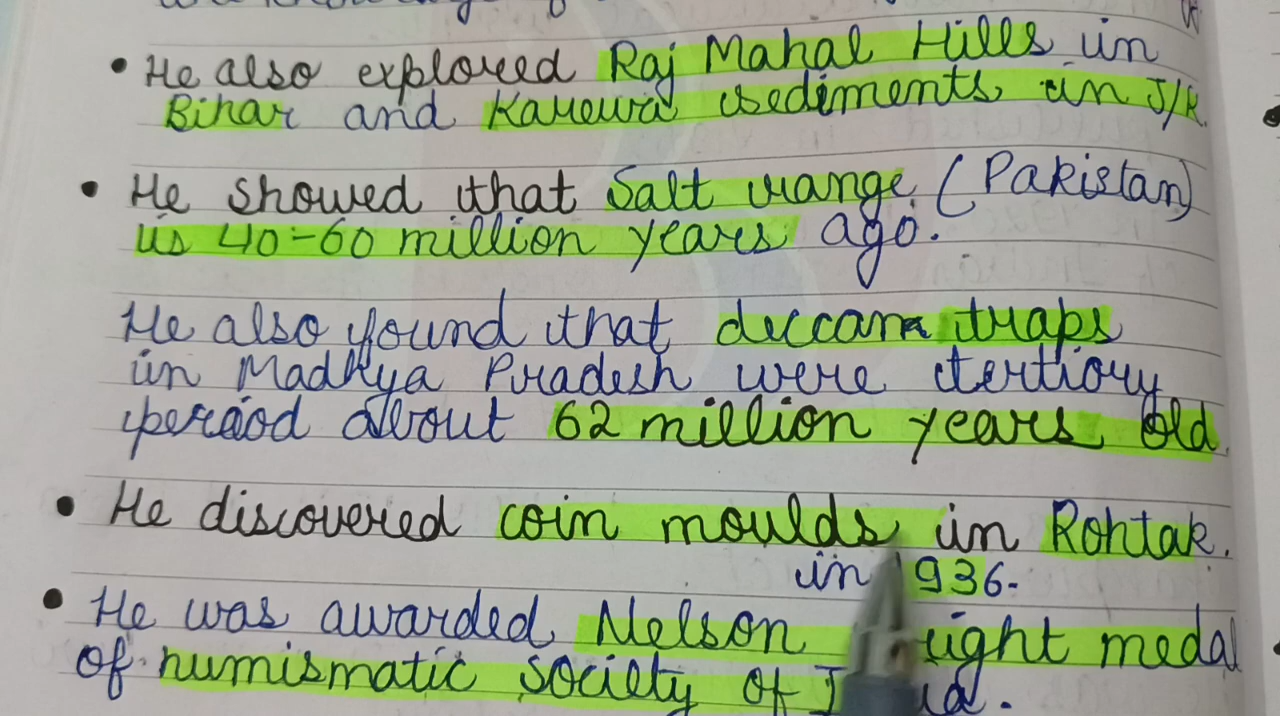 • He also explored Raj Mahal Hills in
Bihar and Karewa sediments in J/K.
• He showed that Salt range (Pakistan)
is 40-60 million years ago.
He also found that deccan traps
in Madhya Pradesh were tertiory
period about 62 million years old.
• He discovered coin moulds in Rohtak.
in 1936.
• He was awarded Nelson medal
of numismatic society of